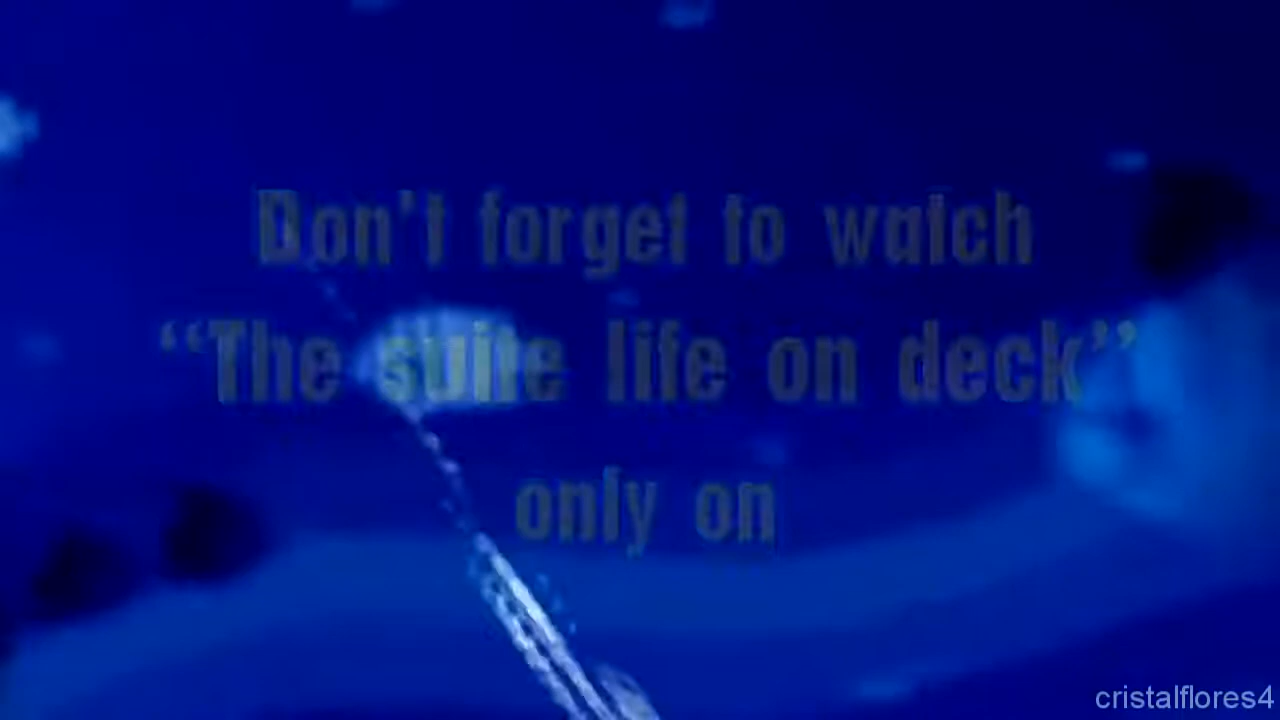 Don't forget to watch
“The suite life on deck”
only on
cristalflores4